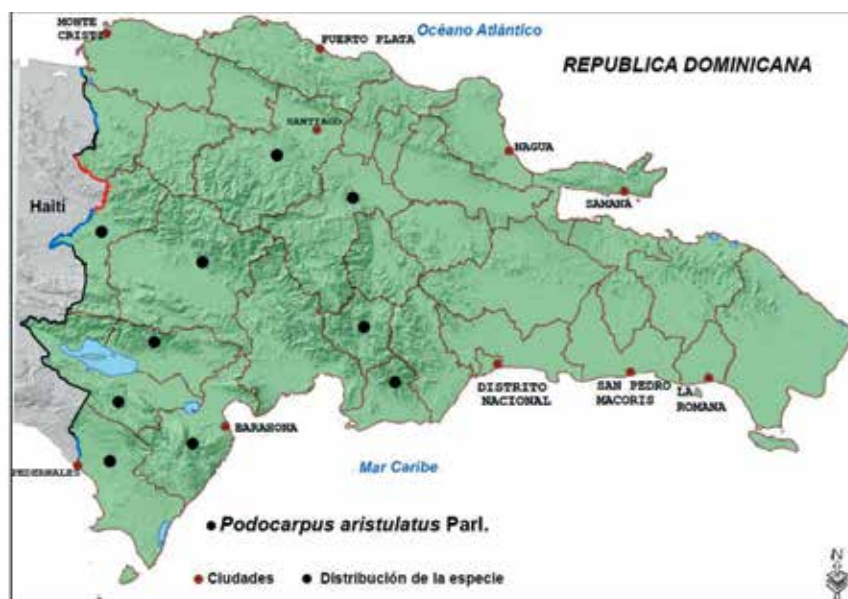 MONTE
CRISTI
PUERTO PLATA
Océano Atlántico
REPUBLICA DOMINICANA
SANTIAGO
NAGUA
SAMANA
Haití
DISTRITO
NACIONAL
SAN PEDRO
MACORIS
LA
ROMANA
BARAHONA
PEDERNALES
Mar Caribe
Podocarpus aristulatus Parl.
Ciudades
Distribución de la especie
N